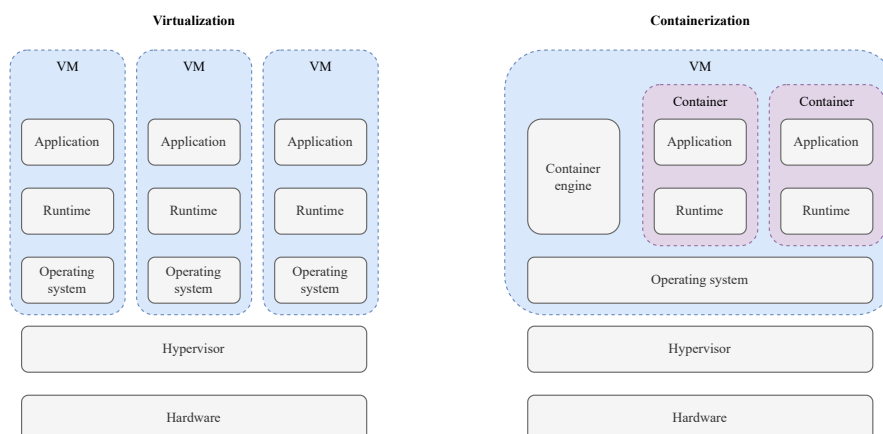 Virtualization
VM
VM
VM
Application
Application
Application
Runtime
Runtime
Runtime
Operating
system
Operating
system
Operating
system
Hypervisor
Hardware
Containerization
VM
Container
Container
Container
engine
Application
Application
Runtime
Runtime
Operating system
Hypervisor
Hardware